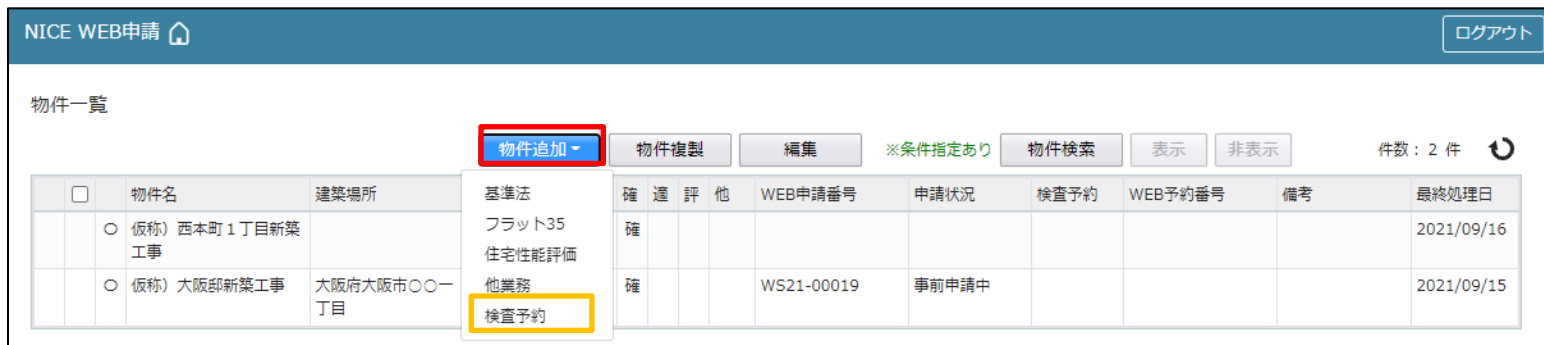 NICE WEB申請 ログアウト
物件一覧
物件追加 物件複製 編集 ※条件指定あり 物件検索 表示 非表示 件数: 2 件
物件名 建築場所 確 適 評 他 WEB申請番号 申請状況 検査予約 WEB予約番号 備考 最終処理日
○ 仮称）西本町１丁目新築 確 2021/09/16
工事
○ 仮称）大阪邸新築工事 大阪府大阪市○○一 確 WS21-00019 事前申請中 2021/09/15
丁目
基準法
フラット35
住宅性能評価
他業務
検査予約